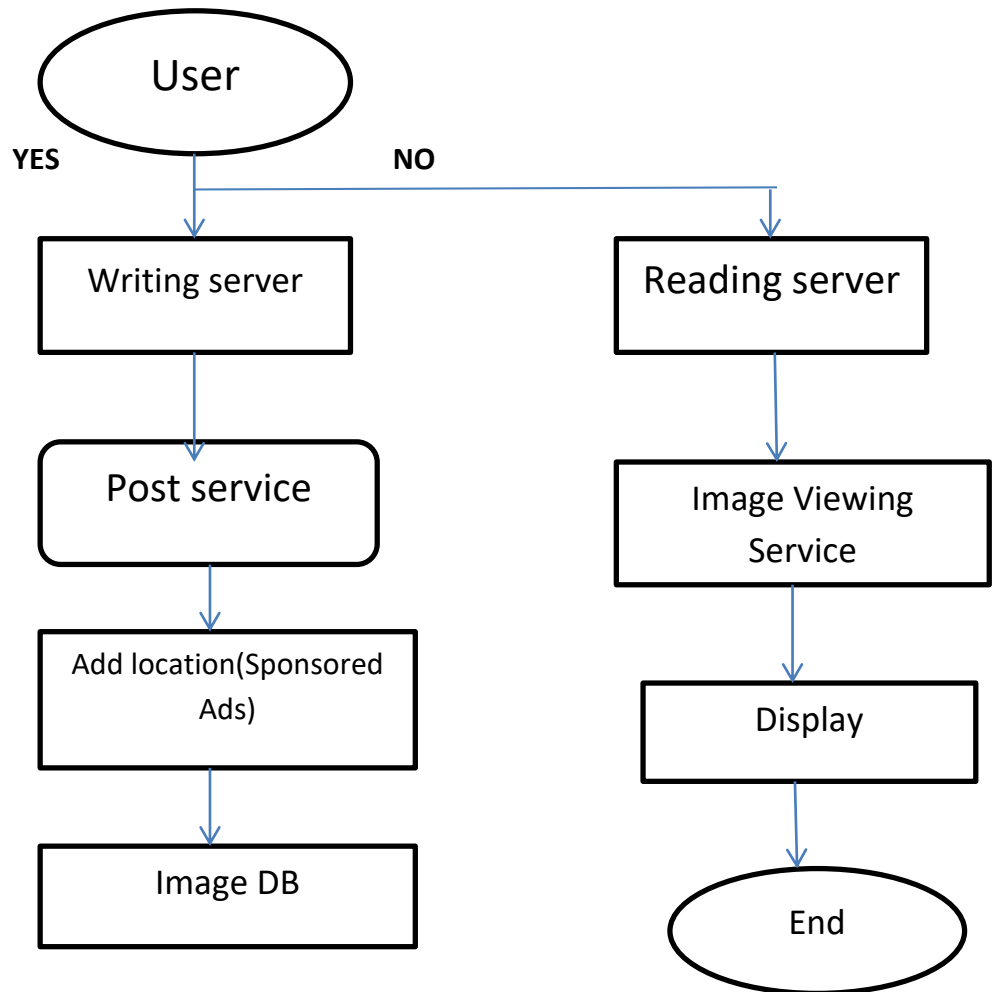 User
YES
NO
Writing server
Reading server
Post service
Image Viewing
Service
Add location(Sponsored
Ads)
Display
Image DB
End